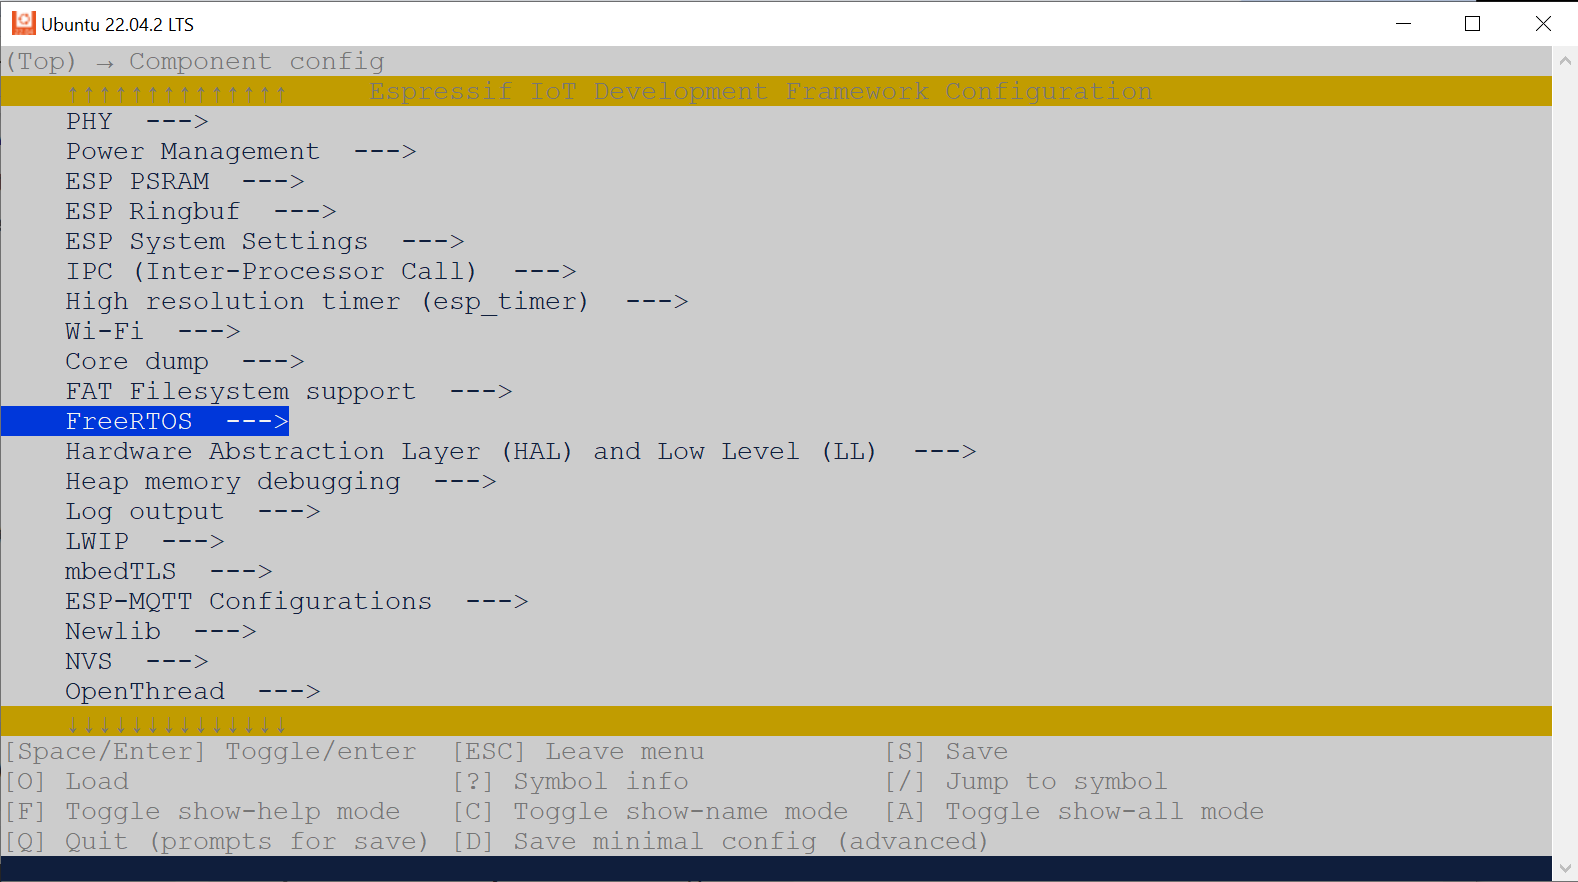 Ubuntu 22.04.2 LTS
(Top) → Component config
↑↑↑↑↑↑↑↑↑↑↑↑↑↑ Espressif IoT Development Framework Configuration
PHY --->
Power Management --->
ESP PSRAM --->
ESP Ringbuf --->
ESP System Settings --->
IPC (Inter-Processor Call) --->
High resolution timer (esp_timer) --->
Wi-Fi --->
Core dump --->
FAT Filesystem support --->
FreeRTOS --->
Hardware Abstraction Layer (HAL) and Low Level (LL) --->
Heap memory debugging --->
Log output --->
LWIP --->
mbedTLS --->
ESP-MQTT Configurations --->
Newlib --->
NVS --->
OpenThread --->
↓↓↓↓↓↓↓↓↓↓↓↓↓↓
[Space/Enter] Toggle/enter [ESC] Leave menu [S] Save
[O] Load [?] Symbol info [/] Jump to symbol
[F] Toggle show-help mode [C] Toggle show-name mode [A] Toggle show-all mode
[Q] Quit (prompts for save) [D] Save minimal config (advanced)